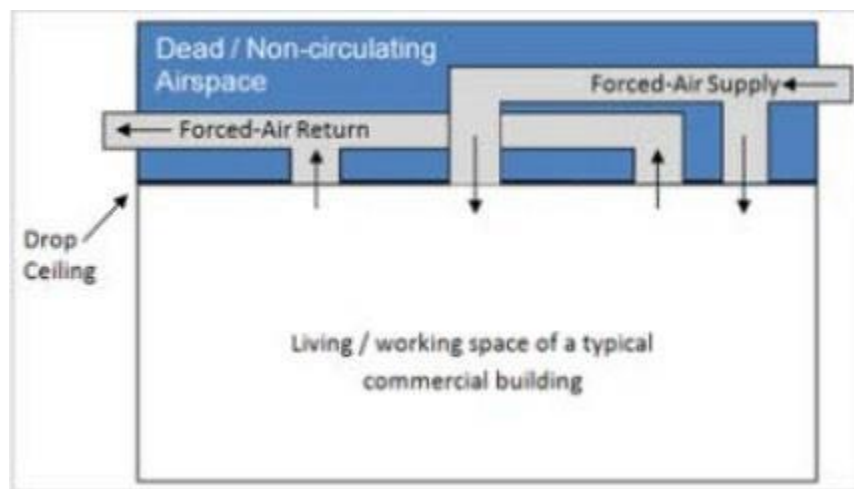 Dead / Non-circulating
Airspace
Forced-Air Supply
Forced-Air Return
Drop
Ceiling
Living / working space of a typical
commercial building